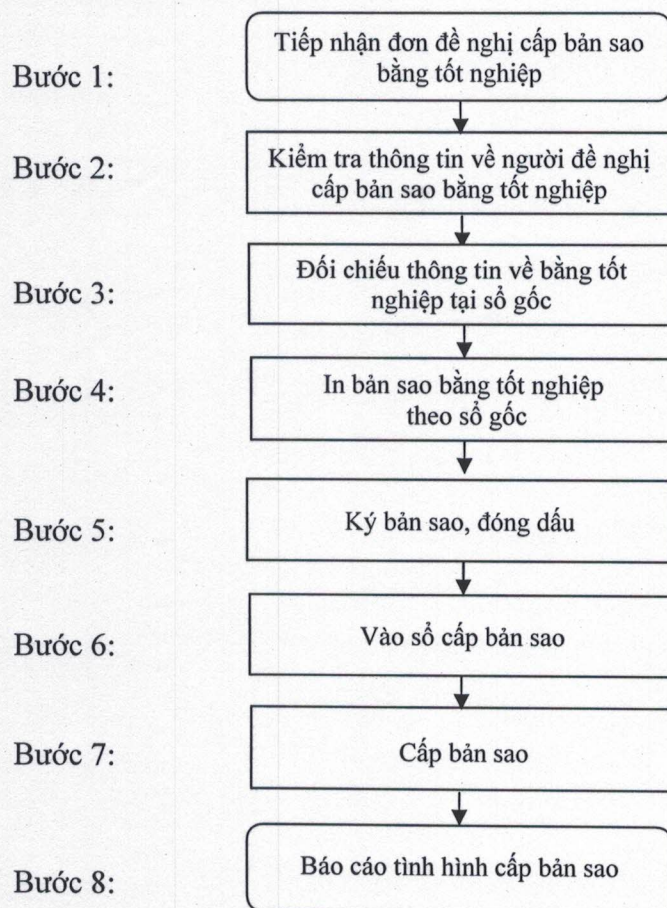 Tiếp nhận đơn đề nghị cấp bản sao
bằng tốt nghiệp
Bước 1:
Kiểm tra thông tin về người đề nghị
cấp bản sao bằng tốt nghiệp
Bước 2:
Đối chiếu thông tin về bằng tốt
nghiệp tại sổ gốc
Bước 3:
In bản sao bằng tốt nghiệp
theo sổ gốc
Bước 4:
Ký bản sao, đóng dấu
Bước 5:
Vào sổ cấp bản sao
Bước 6:
Cấp bản sao
Bước 7:
Báo cáo tình hình cấp bản sao
Bước 8: